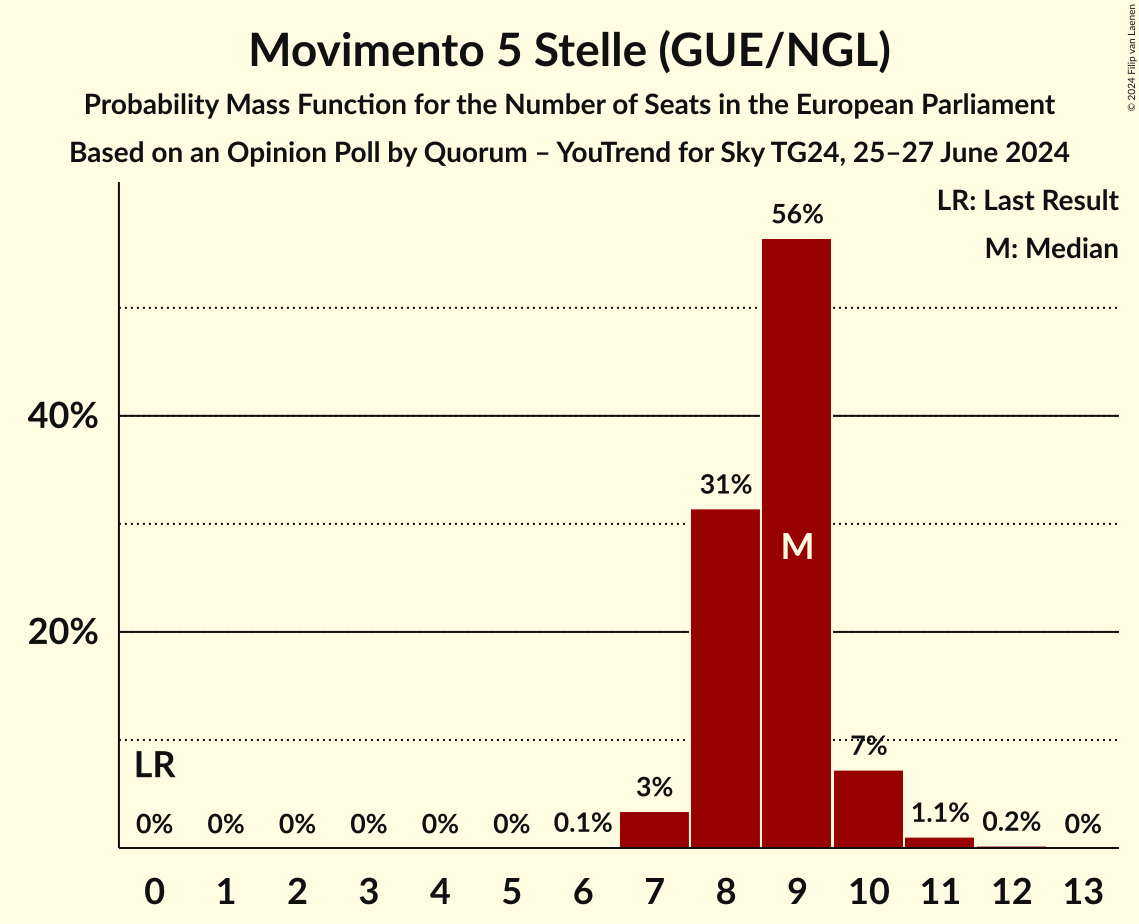 Movimento 5 Stelle (GUE/NGL)
Probability Mass Function for the Number of Seats in the European Parliament
Based on an Opinion Poll by Quorum – YouTrend for Sky TG24, 25–27 June 2024
© 2024 Filip van Laenen
LR: Last Result
M: Median
56%
40%
31%
M
20%
LR
7%
3%
0% 0% 0% 0% 0% 0% 0.1% 1.1% 0.2% 0%
0 1 2 3 4 5 6 7 8 9 10 11 12 13